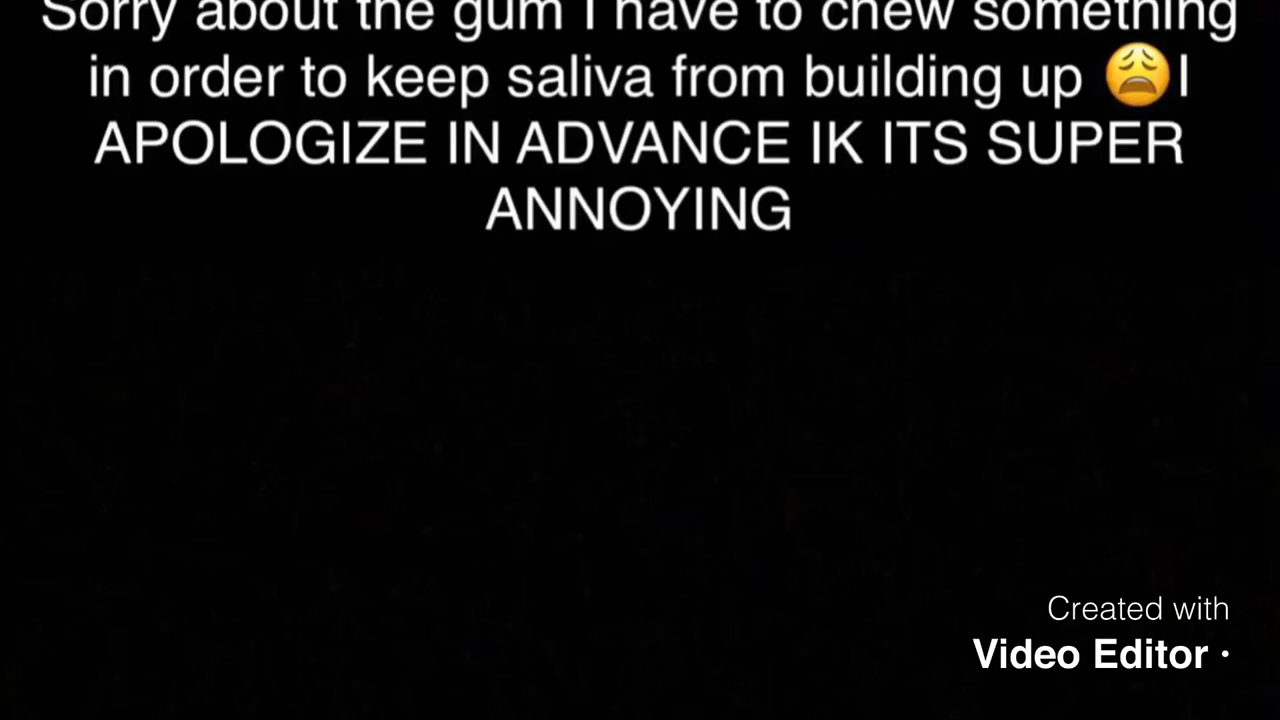 Sorry about the gum I have to chew something
in order to keep saliva from building up 😩I
APOLOGIZE IN ADVANCE IK ITS SUPER
ANNOYING
Created with
Video Editor •